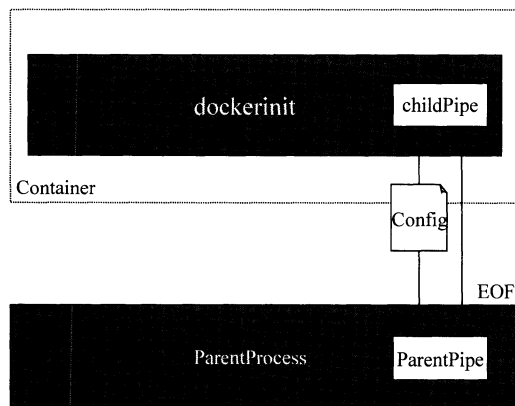 dockerinit
childPipe
Container
Config
EOF
ParentProcess
ParentPipe